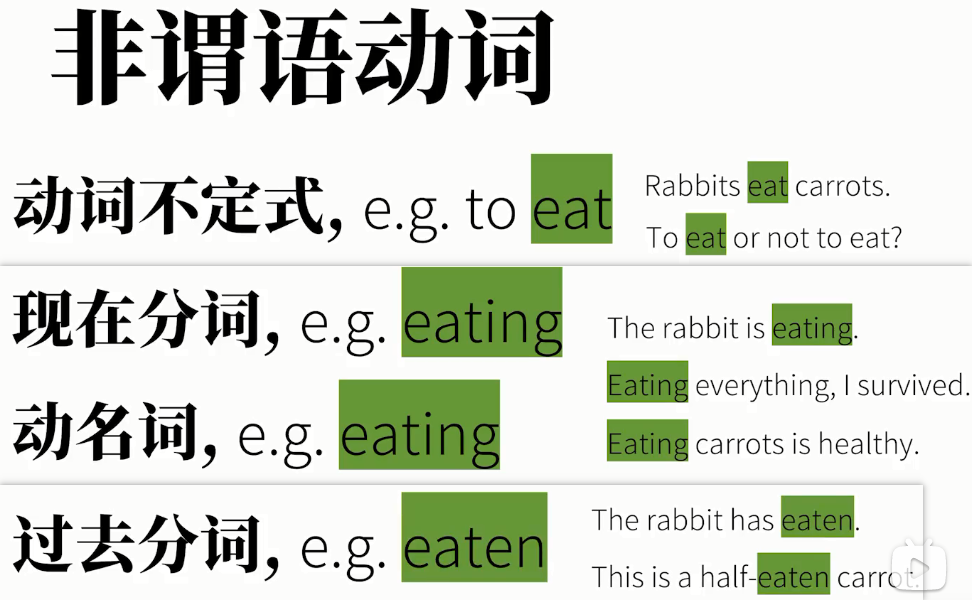 非谓语动词
动词不定式, e.g. to eat
Rabbits eat carrots.
To eat or not to eat?
现在分词, e.g. eating
The rabbit is eating.
Eating everything, I survived.
动名词, e.g. eating
Eating carrots is healthy.
过去分词, e.g. eaten
The rabbit has eaten.
This is a half-eaten carrot.